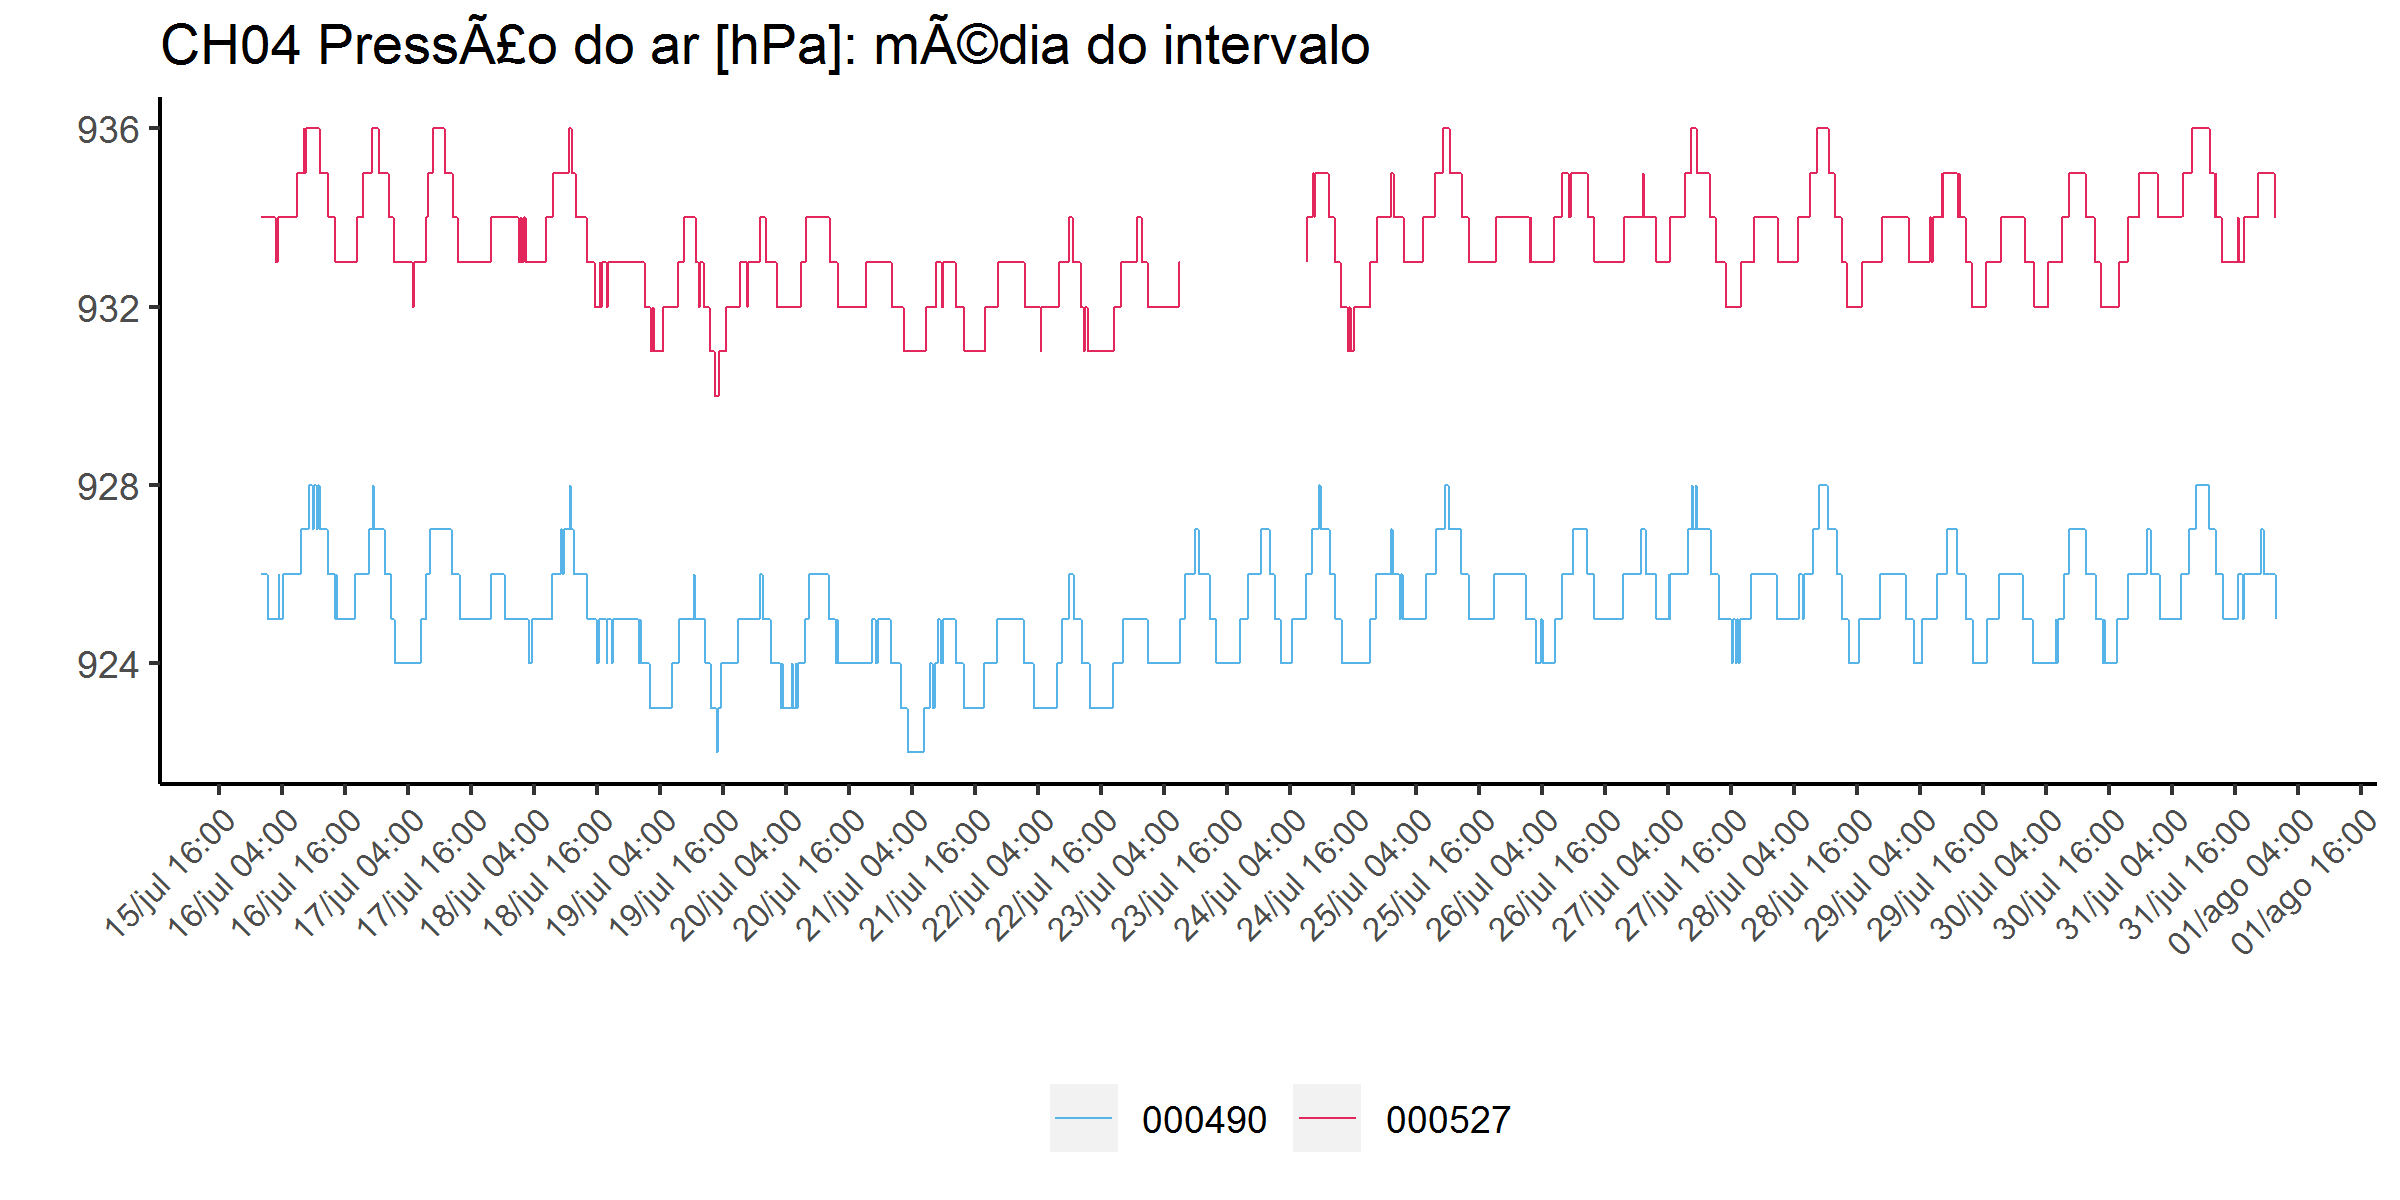 CH04 PressÃ£o do ar [hPa]: mÃ©dia do intervalo
936
932
928
924
15/jul 16:00
16/jul 04:00
16/jul 16:00
17/jul 04:00
17/jul 16:00
18/jul 04:00
18/jul 16:00
19/jul 04:00
19/jul 16:00
20/jul 04:00
20/jul 16:00
21/jul 04:00
21/jul 16:00
22/jul 04:00
22/jul 16:00
23/jul 04:00
23/jul 16:00
24/jul 04:00
24/jul 16:00
25/jul 04:00
25/jul 16:00
26/jul 04:00
26/jul 16:00
27/jul 04:00
27/jul 16:00
28/jul 04:00
28/jul 16:00
29/jul 04:00
29/jul 16:00
30/jul 04:00
30/jul 16:00
31/jul 04:00
31/jul 16:00
01/ago 04:00
01/ago 16:00
000490
000527